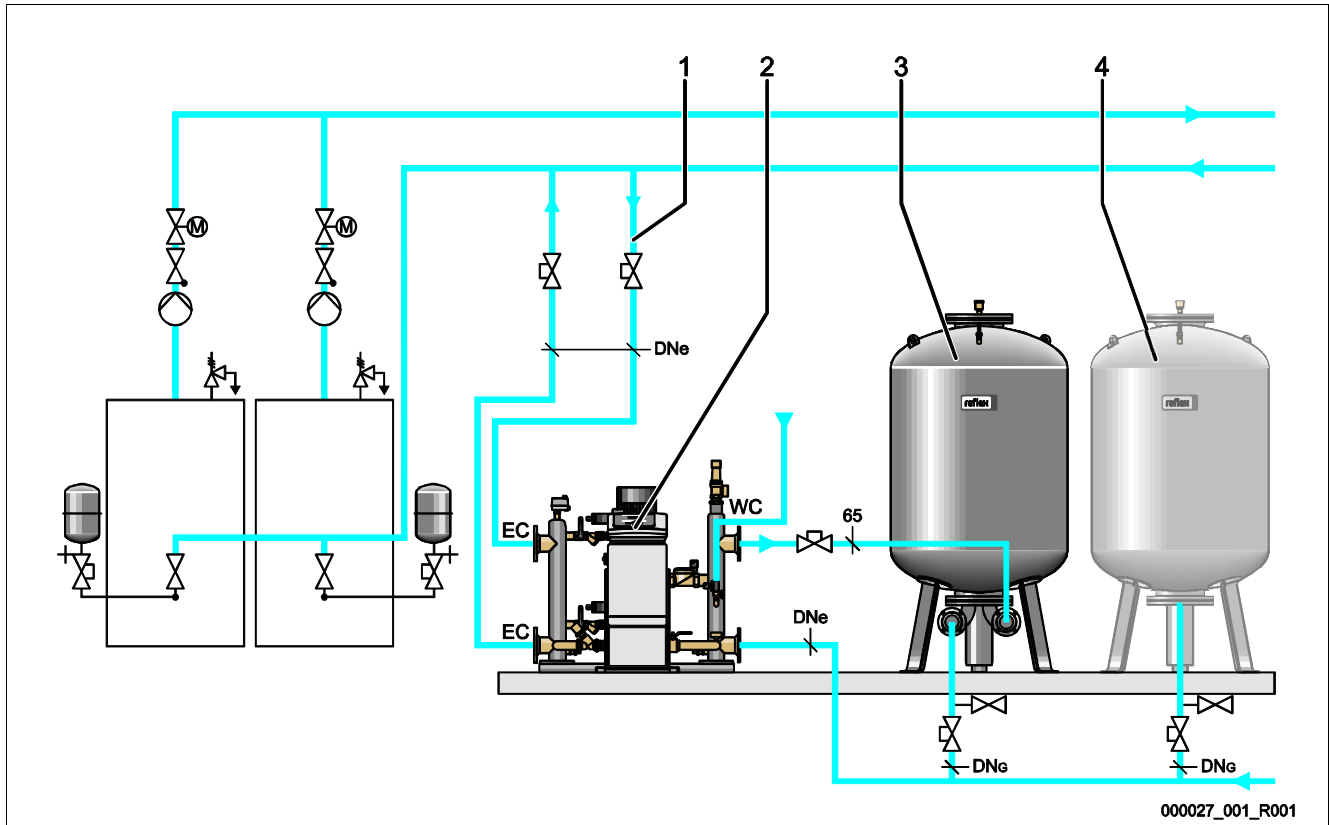 1 2 3 4
M M
DNe
reflex reflex
65
WC
EC
DNe
EC
DNG DNG
000027_001_R001